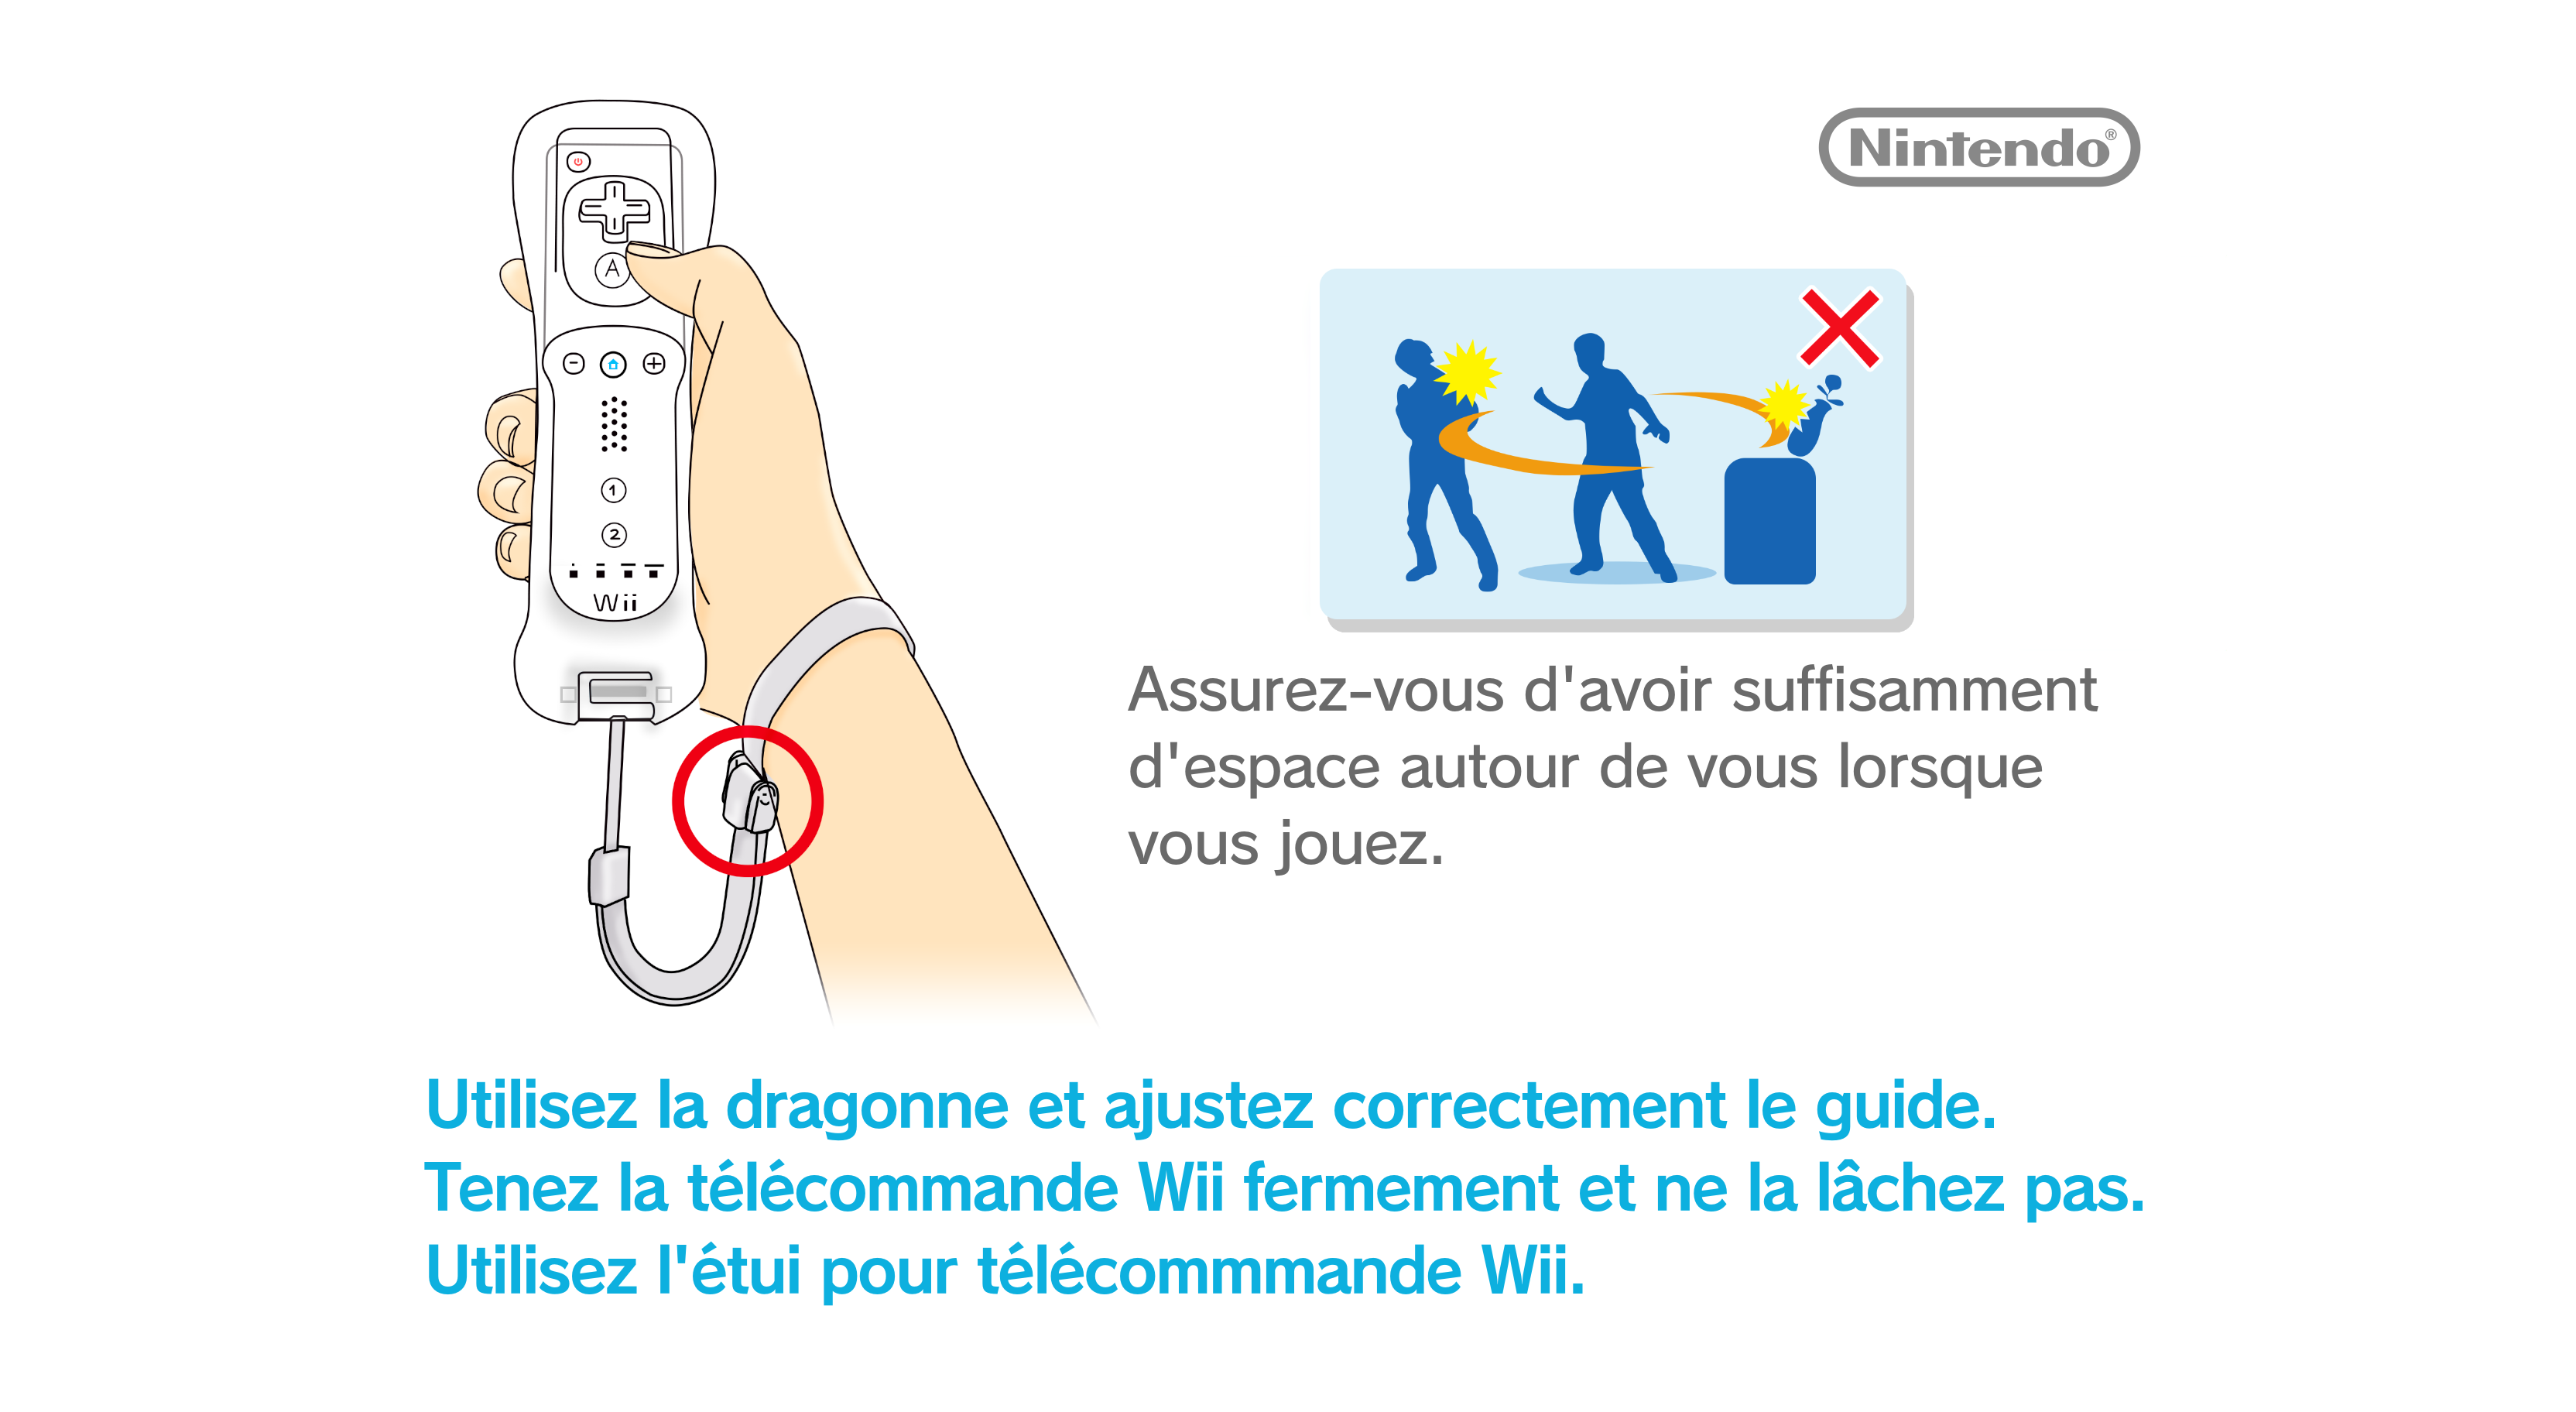 Nintendo®
A
1
2
Wii
Assurez-vous d'avoir suffisamment
d'espace autour de vous lorsque
vous jouez.
Utilisez la dragonne et ajustez correctement le guide.
Tenez la télécommande Wii fermement et ne la lâchez pas.
Utilisez l'étui pour télécommmande Wii.